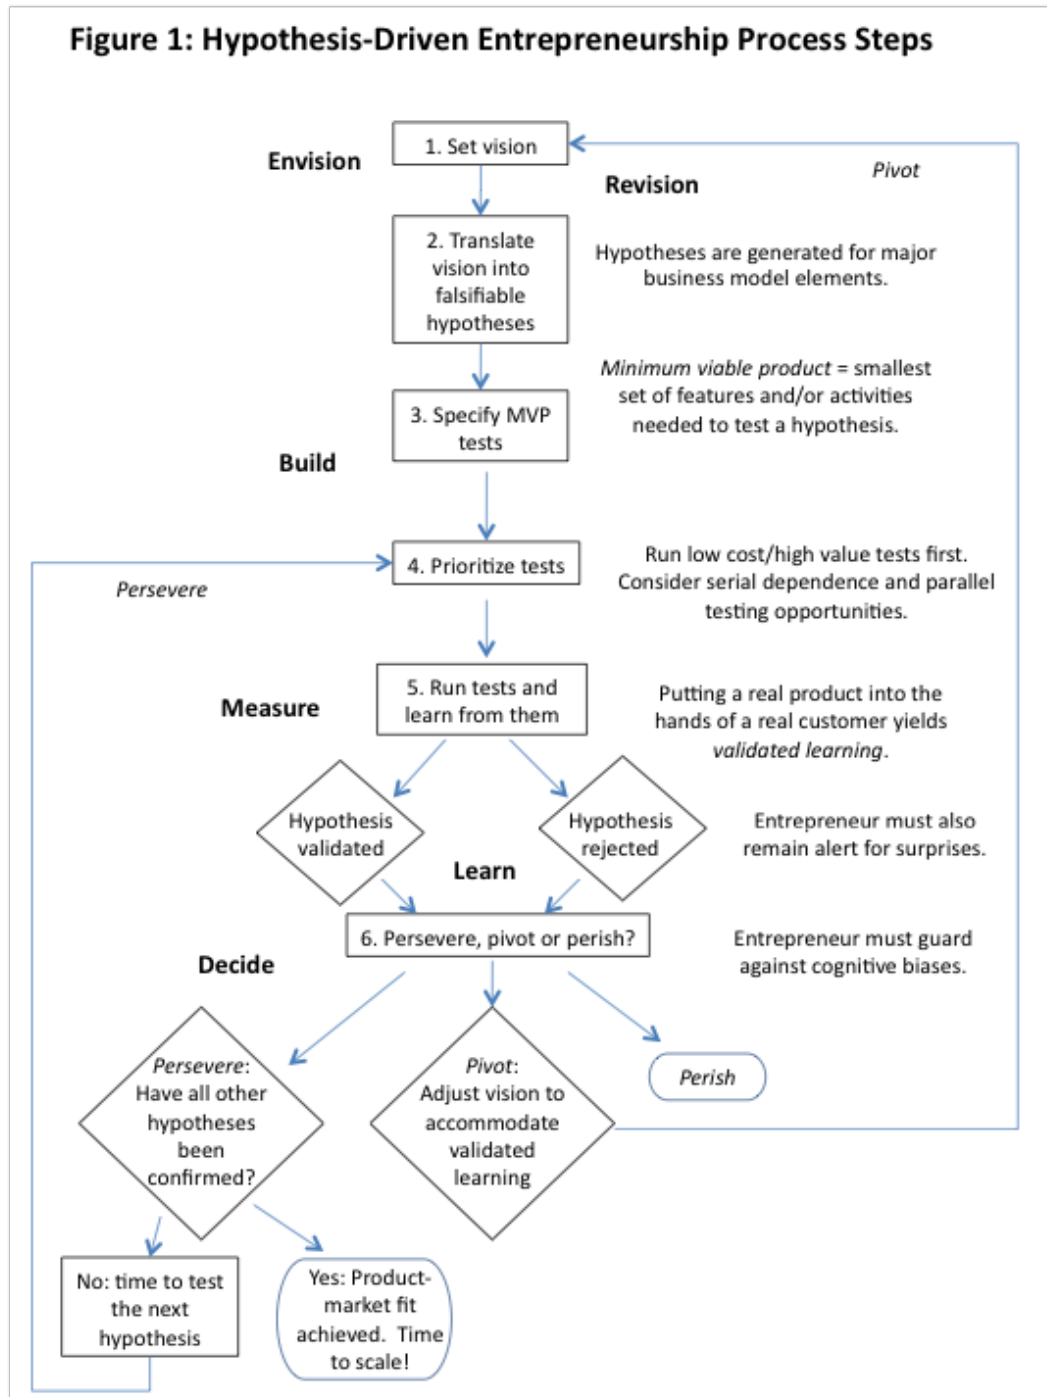 Figure 1: Hypothesis-Driven Entrepreneurship Process Steps
1. Set vision
Envision
Pivot
Revision
2. Translate
vision into
falsifiable
hypotheses
Hypotheses are generated for major
business model elements.
Minimum viable product = smallest
set of features and/or activities
needed to test a hypothesis.
3. Specify MVP
tests
Build
4. Prioritize tests
Run low cost/high value tests first.
Consider serial dependence and parallel
testing opportunities.
Persevere
5. Run tests and
learn from them
Measure
Putting a real product into the
hands of a real customer yields
validated learning.
Hypothesis
validated
Hypothesis
rejected
Entrepreneur must also
remain alert for surprises.
Learn
6. Persevere, pivot or perish?
Entrepreneur must guard
against cognitive biases.
Decide
Persevere:
Have all other
hypotheses
been
confirmed?
Pivot:
Adjust vision to
accommodate
validated
learning
Perish
No: time to test
the next
hypothesis
Yes: Product-
market fit
achieved. Time
to scale!